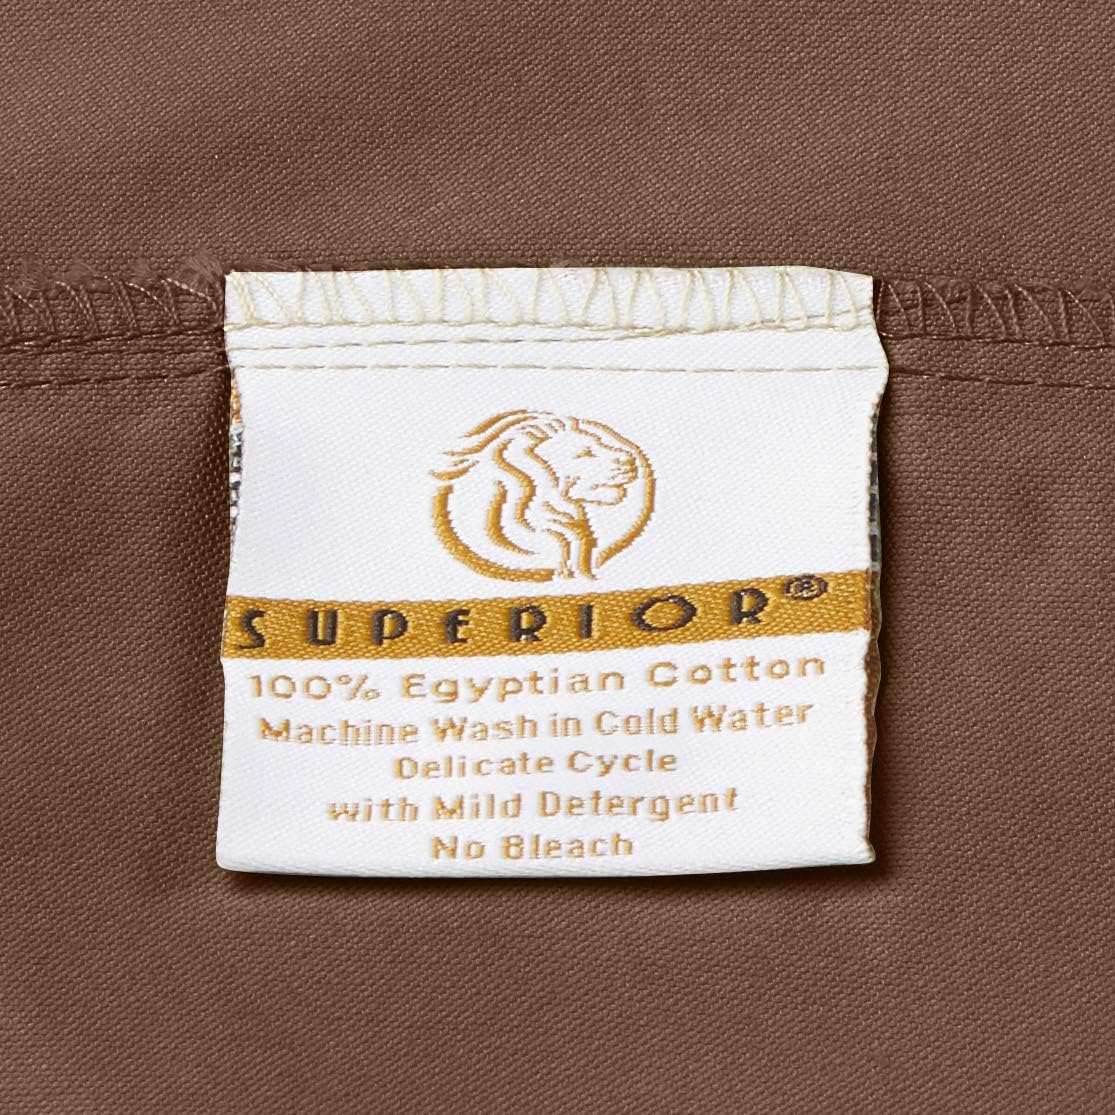 SUPERIOR®
100% Egyptian Cotton
Machine Wash in Cold Water
Delicate Cycle
with Mild Detergent
No Bleach